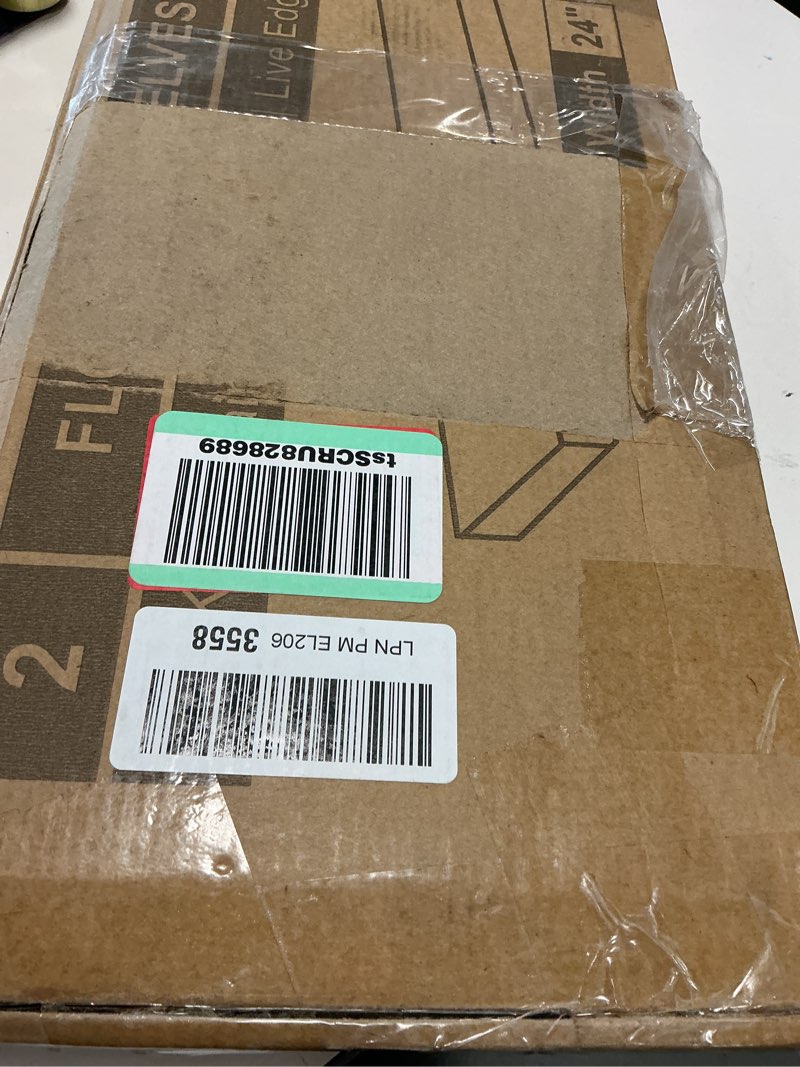 ELVES
Live Edg
Width
24"
FL
2
tsSCRU828689
LPN PM EL206 3558